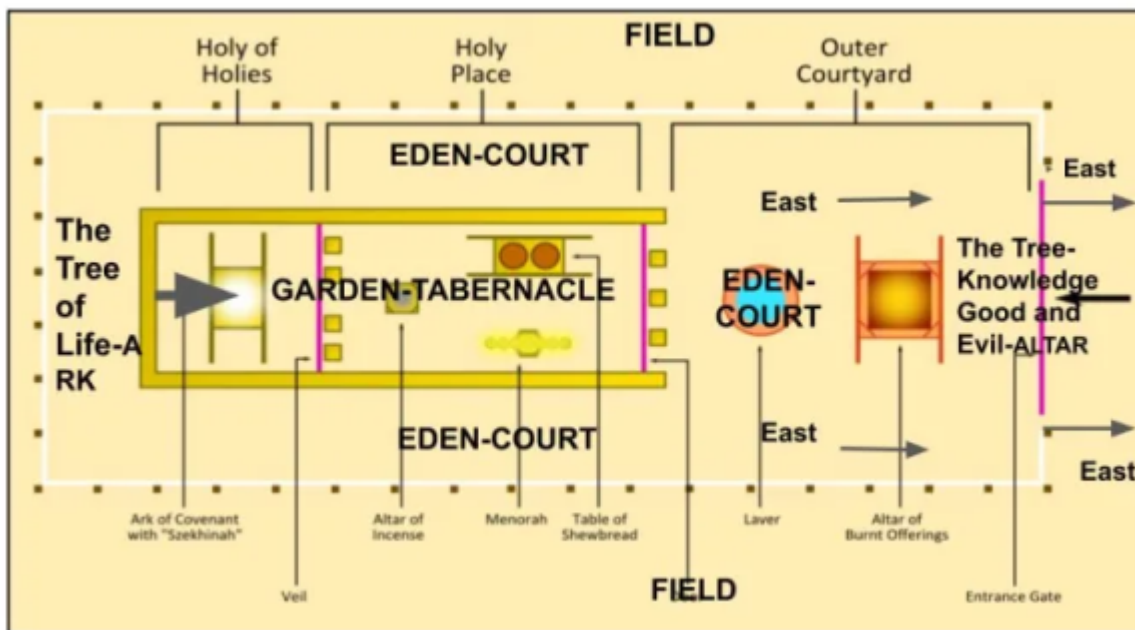 FIELD
Holy of
Holies
Holy
Place
Outer
Courtyard
EDEN-COURT
East
East
The
Tree
of
Life-A
RK
GARDEN-TABERNACLE
EDEN-
COURT
The Tree-
Knowledge
Good and
Evil-ALTAR
EDEN-COURT
East
East
Ark of Covenant
with "Szekhinah"
Altar of
Incense
Menorah
Table of
Shewbread
Laver
Altar of
Burnt Offerings
Veil
FIELD
Entrance Gate